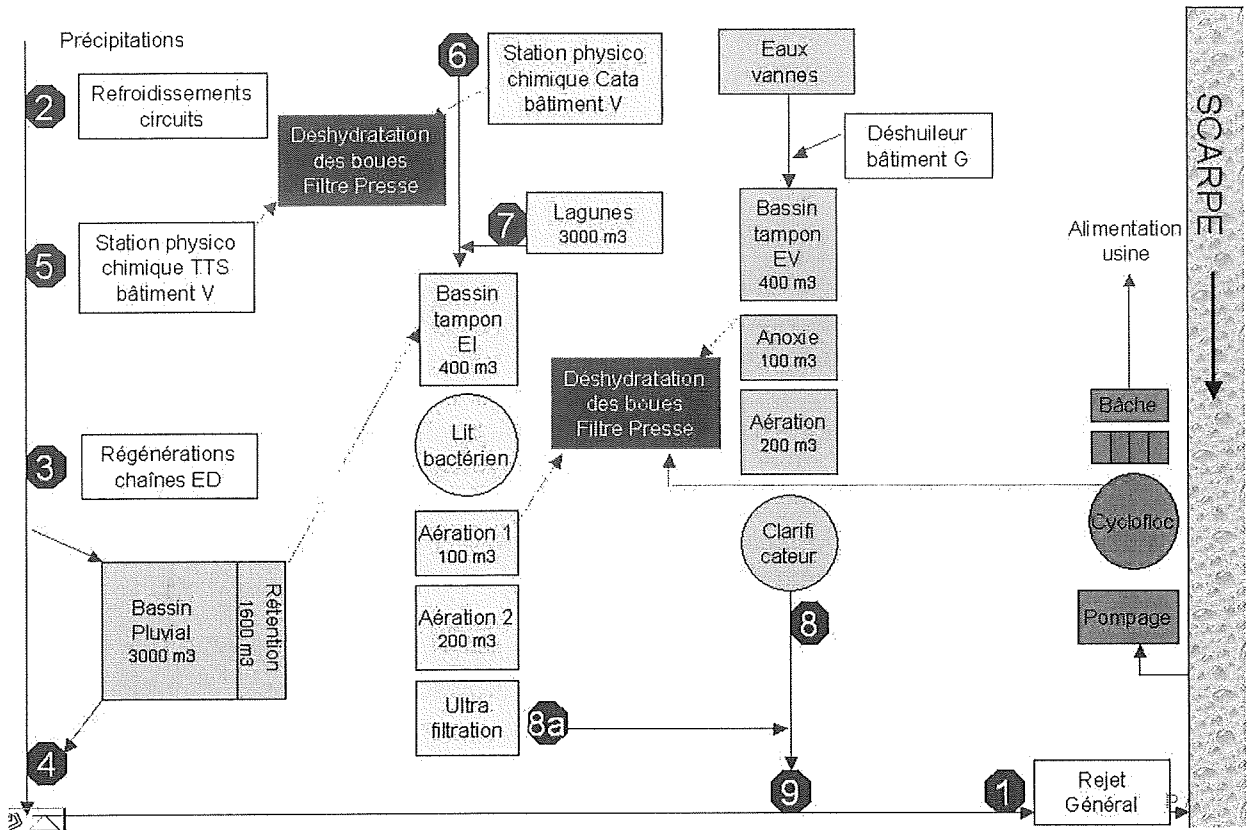 Précipitations
2
Refroidissements
circuits
Déshydratation
des boues
Filtre Presse
6
Station physico
chimique Cata
bâtiment V
Eaux
vannes
Déshuileur
bâtiment G
SCARPE
5
Station physico
chimique TTS
bâtiment V
7
Lagunes
3000 m3
Bassin
tampon
EI
400 m3
Bassin
tampon
EV
400 m3
Alimentation
usine
Anoxie
100 m3
Déshydratation
des boues
Filtre Presse
Aération
200 m3
Bâche
3
Régénérations
chaînes ED
Lit
bactérien
Cyclofloc
Aération 1
100 m3
Clarifi
cateur
Bassin
Pluvial
3000 m3
Rétention
1600 m3
Aération 2
200 m3
8
Pompage
Ultra
filtration
8a
4
9
1
Rejet
Général